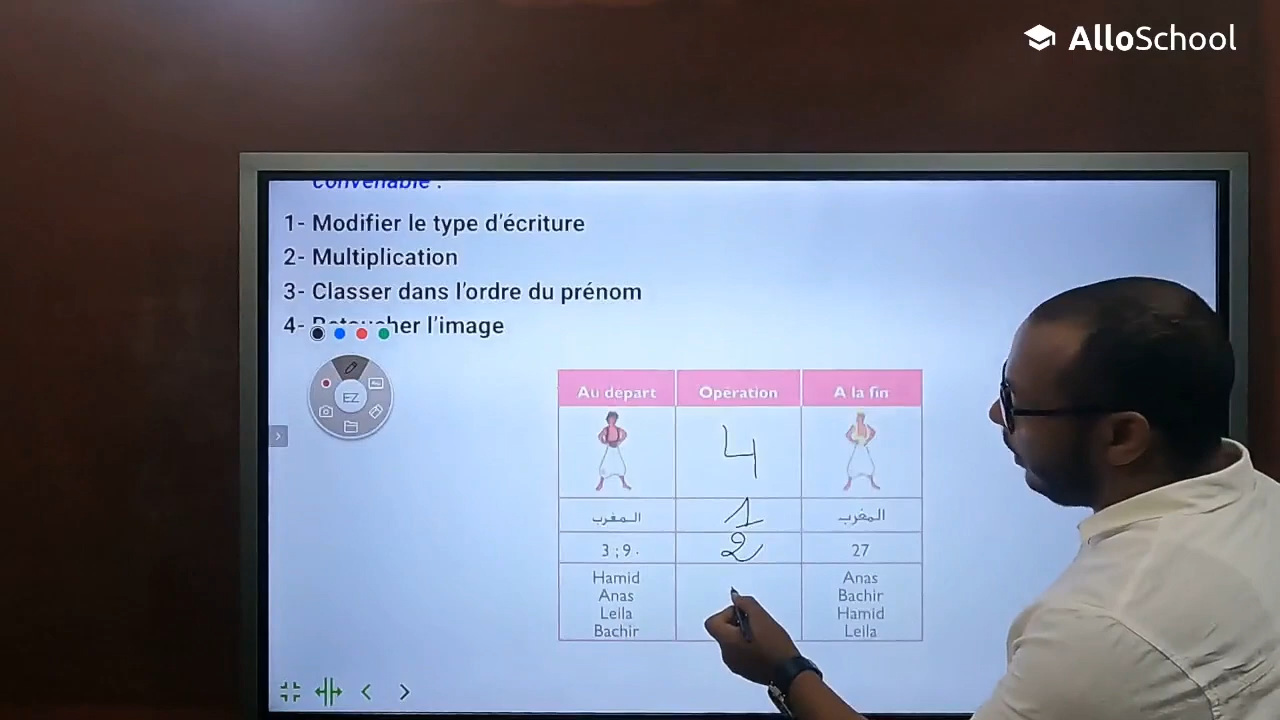 AlloSchool
convenable :
1- Modifier le type d'écriture
2- Multiplication
3- Classer dans l'ordre du prénom
4- Retoucher l'image
EZ
Au départ Opération A la fin
4
المغرب 1 المغرب
3 ; 9 . 2 27
Hamid Anas
Anas Bachir
Leila Hamid
Bachir Leila